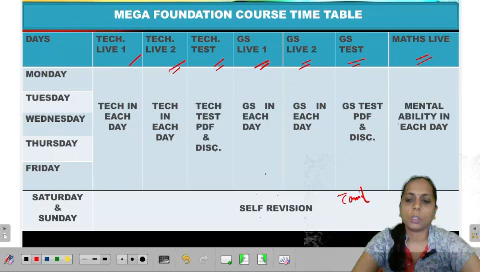 MEGA FOUNDATION COURSE TIME TABLE
DAYS
TECH. LIVE 1
TECH. LIVE 2
TECH. TEST
GS LIVE 1
GS LIVE 2
GS TEST
MATHS LIVE
MONDAY
TUESDAY
WEDNESDAY
THURSDAY
FRIDAY
TECH IN EACH DAY
TECH IN EACH DAY
TECH TEST PDF & DISC.
GS IN EACH DAY
GS IN EACH DAY
GS TEST PDF & DISC.
MENTAL ABILITY IN EACH DAY
SATURDAY & SUNDAY
SELF REVISION